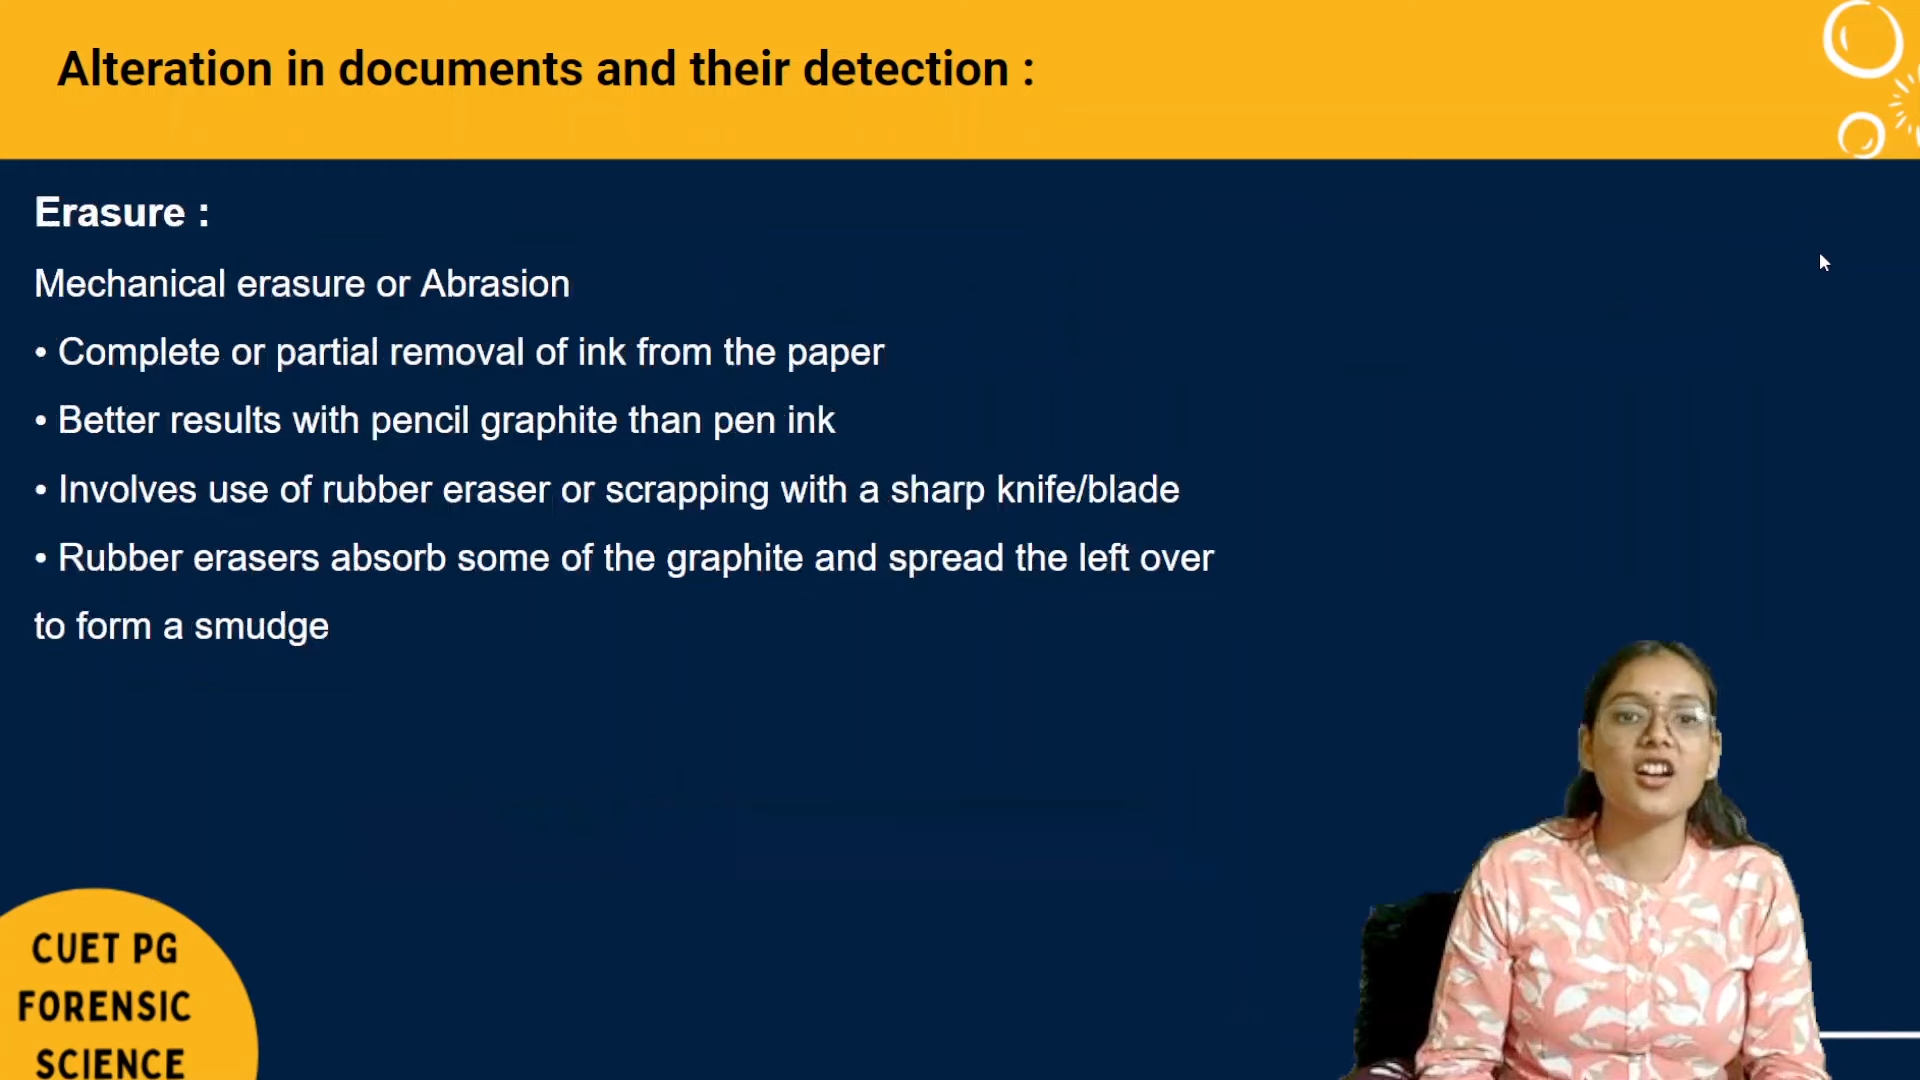 Alteration in documents and their detection :
Erasure :
Mechanical erasure or Abrasion
• Complete or partial removal of ink from the paper
• Better results with pencil graphite than pen ink
• Involves use of rubber eraser or scrapping with a sharp knife/blade
• Rubber erasers absorb some of the graphite and spread the left over
to form a smudge
CUET PG
FORENSIC
SCIENCE